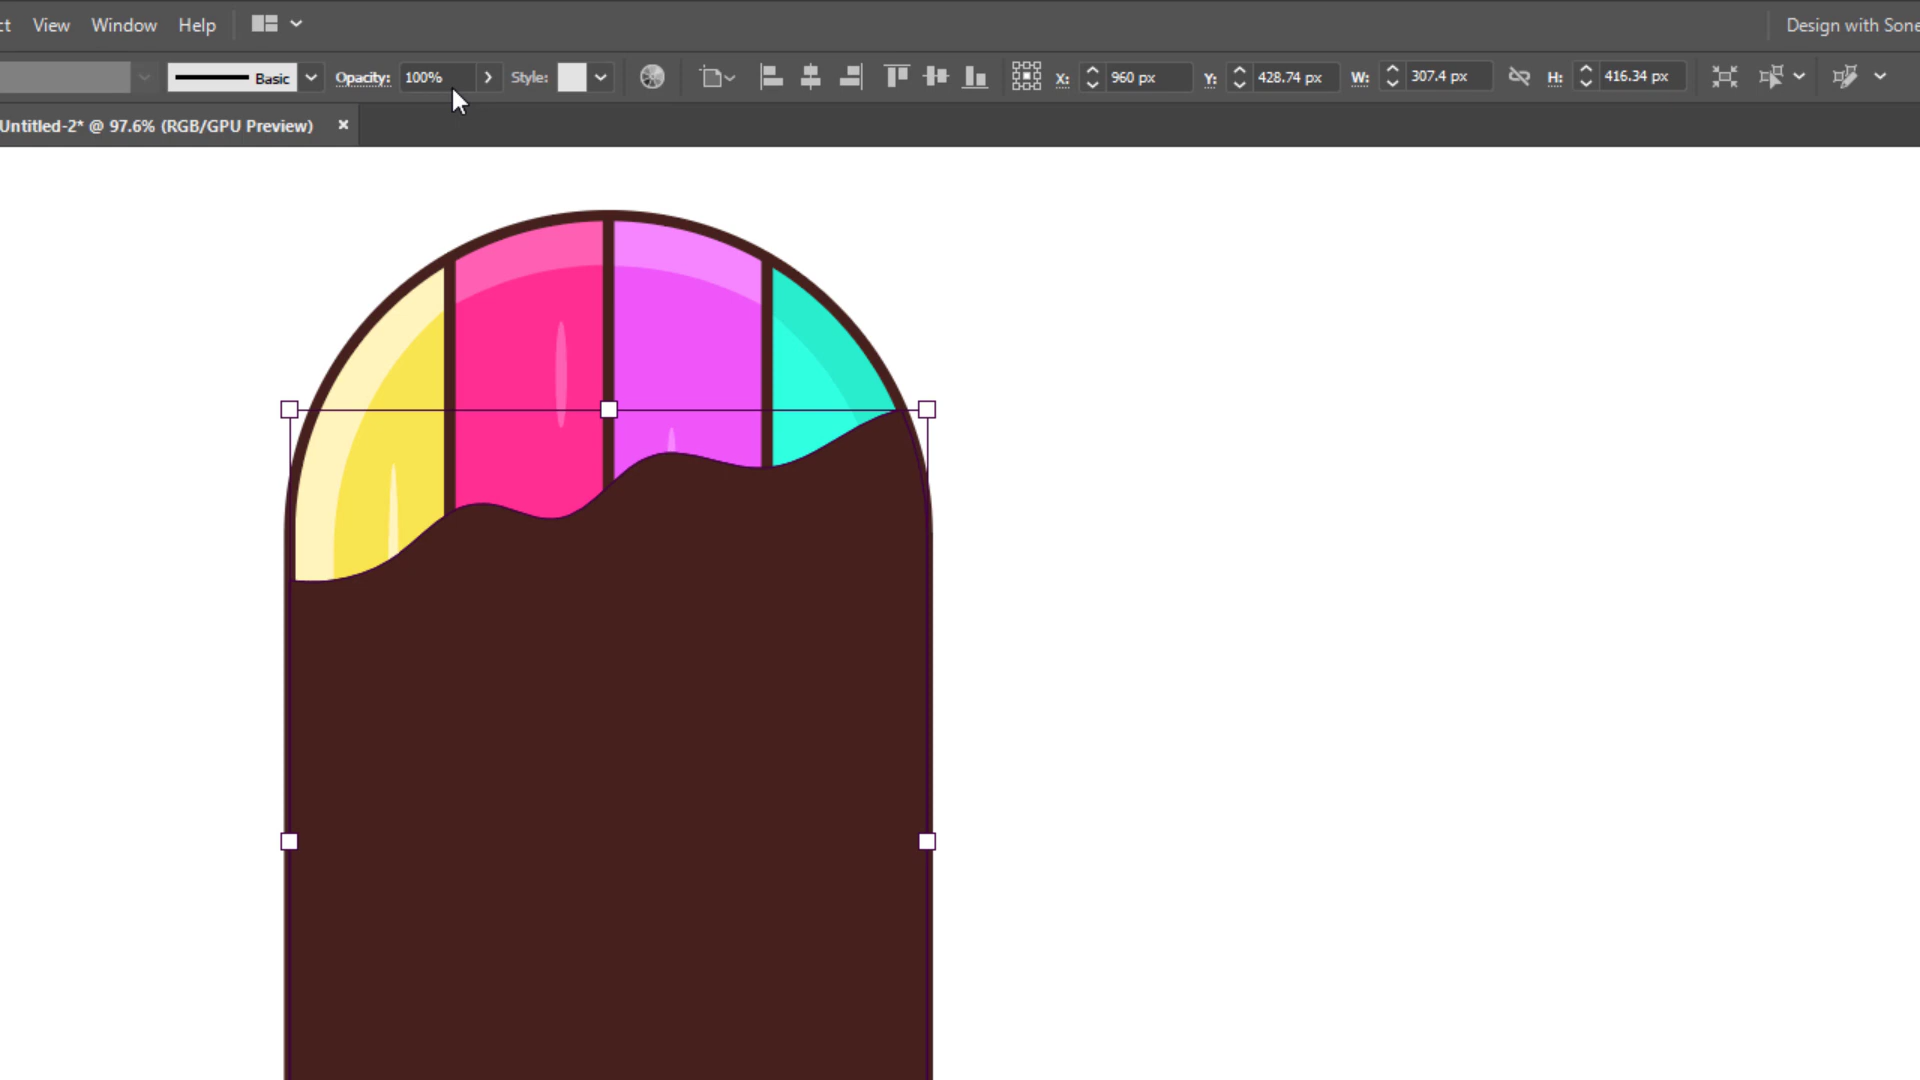 ct View Window Help Design with Sone
Basic Opacity: 100% Style: X: 960 px Y: 428.74 px W: 307.4 px H: 416.34 px
Untitled-2* @ 97.6% (RGB/GPU Preview) ×